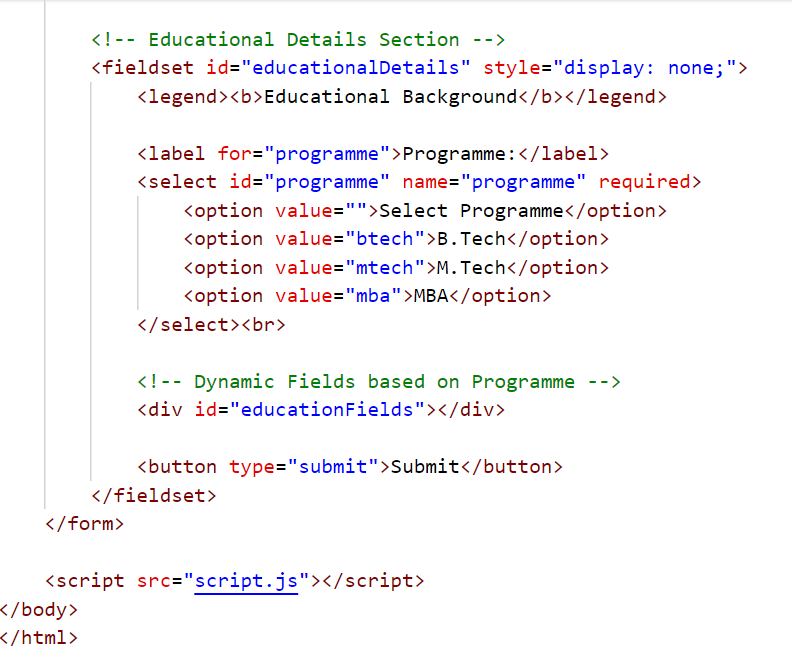 <!-- Educational Details Section -->
<fieldset id="educationalDetails" style="display: none;">
<legend><b>Educational Background</b></legend>
<label for="programme">Programme:</label>
<select id="programme" name="programme" required>
<option value="">Select Programme</option>
<option value="btech">B.Tech</option>
<option value="mtech">M.Tech</option>
<option value="mba">MBA</option>
</select><br>
<!-- Dynamic Fields based on Programme -->
<div id="educationFields"></div>
<button type="submit">Submit</button>
</fieldset>
</form>
<script src="script.js"></script>
</body>
</html>